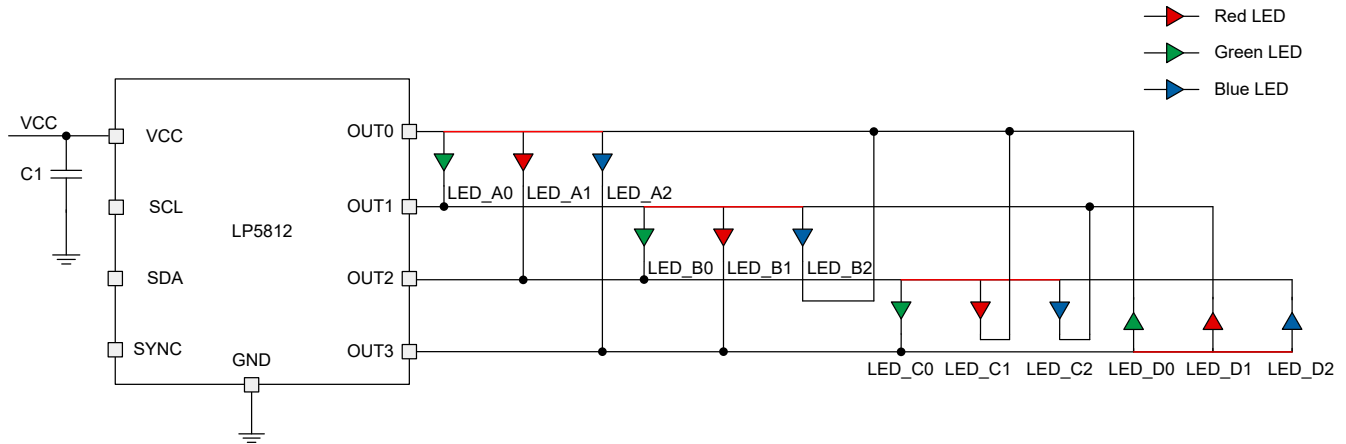 Red LED
Green LED
Blue LED
VCC
VCC
OUT0
C1
LED_A0
LED_A1
LED_A2
SCL
OUT1
LP5812
LED_B0
LED_B1
LED_B2
SDA
OUT2
SYNC
GND
OUT3
LED_C0
LED_C1
LED_C2
LED_D0
LED_D1
LED_D2